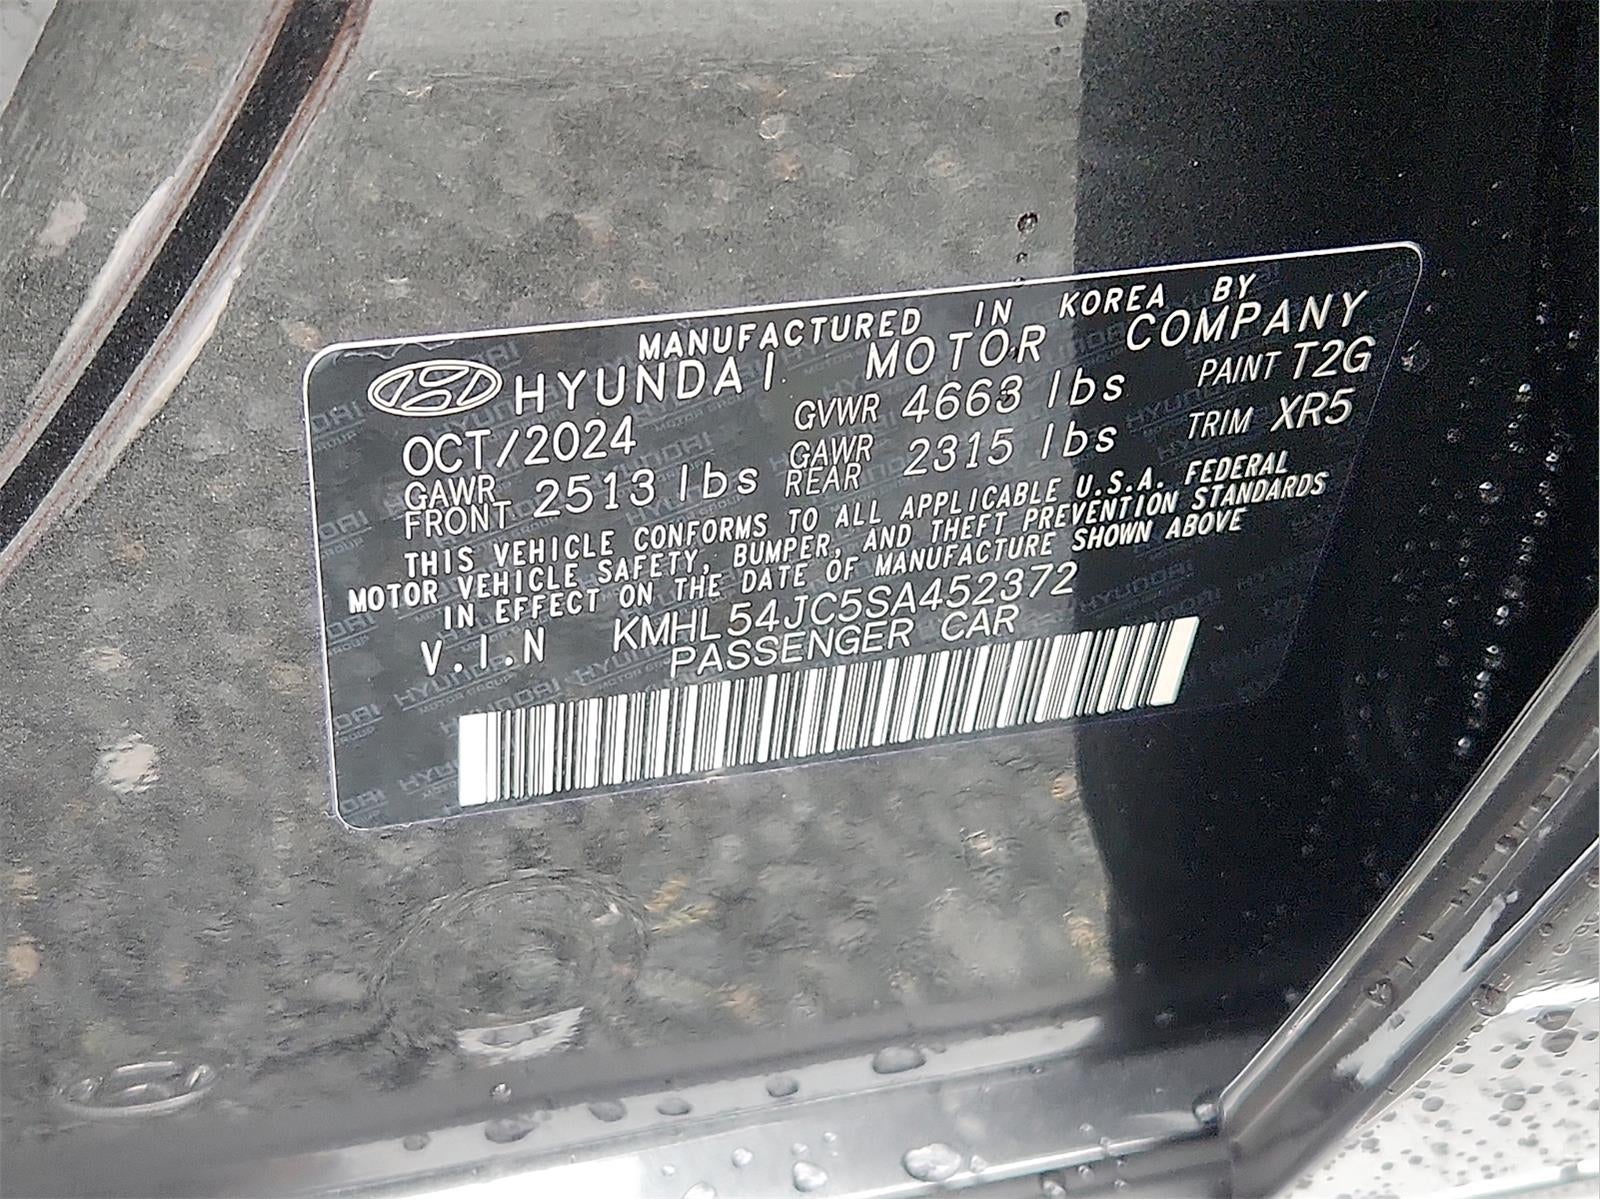 MANUFACTURED IN KOREA BY
HYUNDAI MOTOR COMPANY
OCT/2024 GVWR 4663 lbs PAINT T2G
GAWR FRONT 2513 lbs GAWR REAR 2315 lbs TRIM XR5
THIS VEHICLE CONFORMS TO ALL APPLICABLE U.S.A. FEDERAL
MOTOR VEHICLE SAFETY, BUMPER, AND THEFT PREVENTION STANDARDS
IN EFFECT ON THE DATE OF MANUFACTURE SHOWN ABOVE
V.I.N KMHL54JC5SA452372
PASSENGER CAR